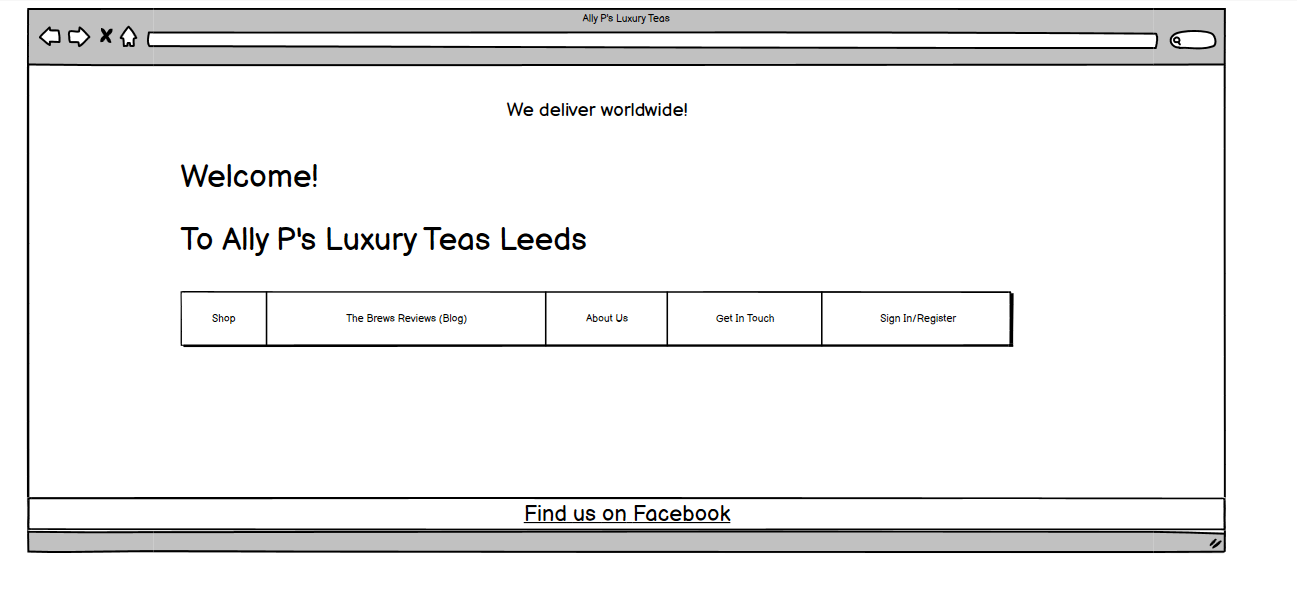 Ally P's Luxury Teas
We deliver worldwide!
Welcome!
To Ally P's Luxury Teas Leeds
Shop
The Brews Reviews (Blog)
About Us
Get In Touch
Sign In/Register
Find us on Facebook